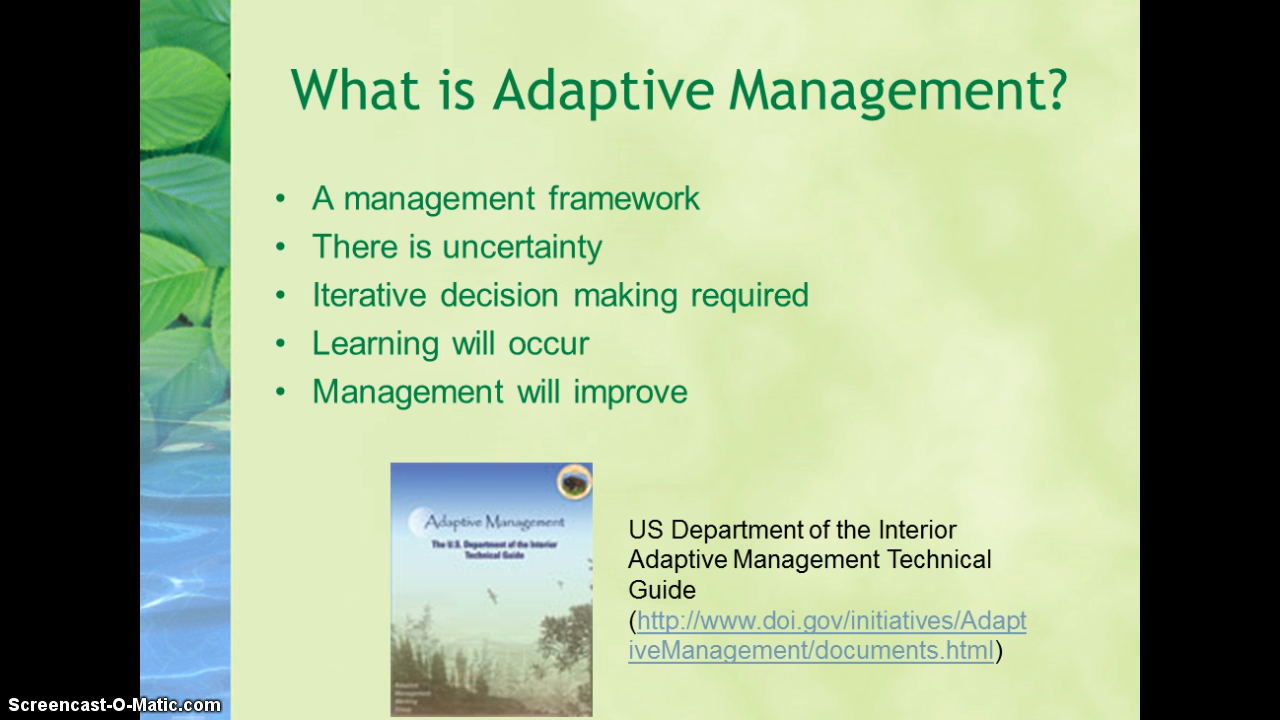 What is Adaptive Management?
• A management framework
• There is uncertainty
• Iterative decision making required
• Learning will occur
• Management will improve
Adaptive Management
The U.S. Department of the Interior
Technical Guide
US Department of the Interior
Adaptive Management Technical
Guide
(http://www.doi.gov/initiatives/Adapt
iveManagement/documents.html)
Screencast-O-Matic.com